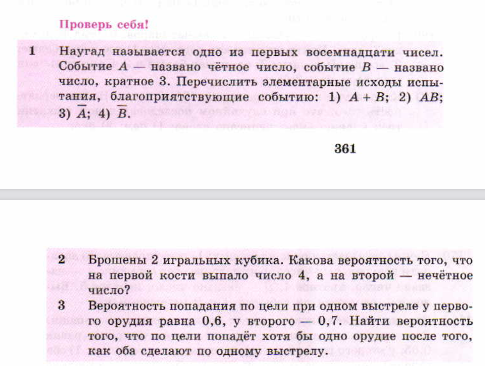 Проверь себя!
1 Наугад называется одно из первых восемнадцати чисел.
Событие A — названо чётное число, событие B — названо
число, кратное 3. Перечислить элементарные исходы испы-
тания, благоприятствующие событию: 1) A + B; 2) AB;
3) A̅; 4) B̅.
361
2 Брошены 2 игральных кубика. Какова вероятность того, что
на первой кости выпало число 4, а на второй — нечётное
число?
3 Вероятность попадания по цели при одном выстреле у перво-
го орудия равна 0,6, у второго — 0,7. Найти вероятность
того, что по цели попадёт хотя бы одно орудие после того,
как оба сделают по одному выстрелу.